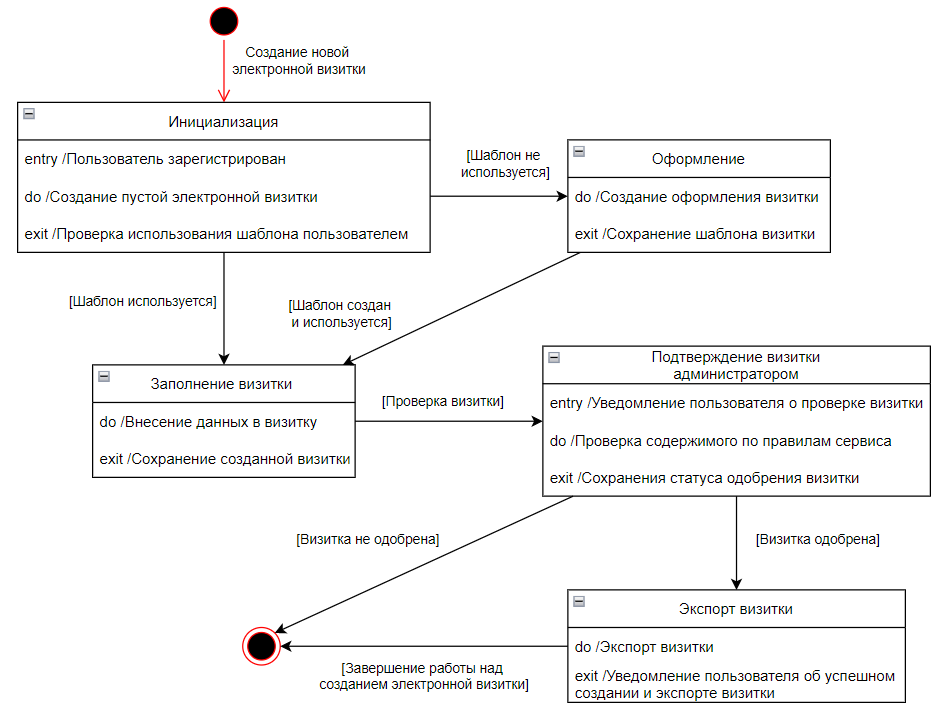 Создание новой
электронной визитки
Инициализация
entry /Пользователь зарегистрирован
do /Создание пустой электронной визитки
exit /Проверка использования шаблона пользователем
[Шаблон не
используется]
Оформление
do /Создание оформления визитки
exit /Сохранение шаблона визитки
[Шаблон используется]
[Шаблон создан
и используется]
Заполнение визитки
do /Внесение данных в визитку
exit /Сохранение созданной визитки
[Проверка визитки]
Подтверждение визитки
администратором
entry /Уведомление пользователя о проверке визитки
do /Проверка содержимого по правилам сервиса
exit /Сохранения статуса одобрения визитки
[Визитка не одобрена]
[Визитка одобрена]
Экспорт визитки
do /Экспорт визитки
exit /Уведомление пользователя об успешном
создании и экспорте визитки
[Завершение работы над
созданием электронной визитки]